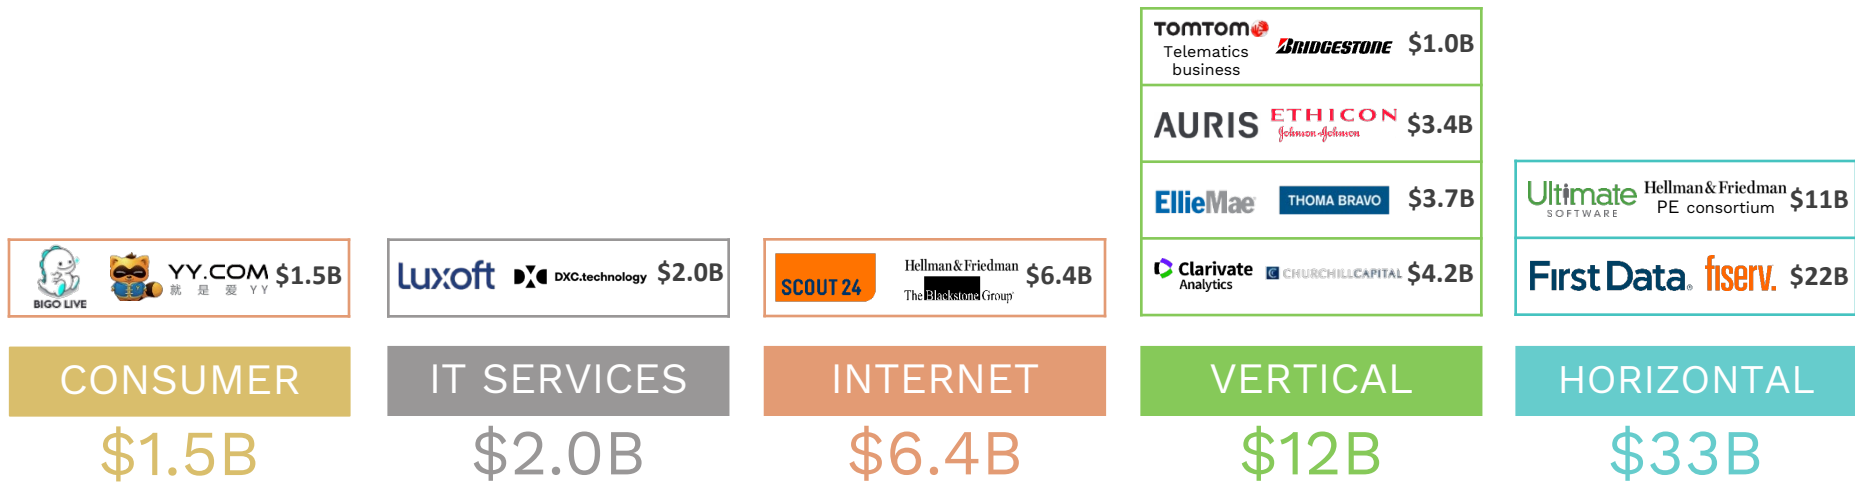 BIGO LIVE
YY.COM
就是爱YY
$1.5B
CONSUMER
$1.5B
Luxoft
DXC.technology
$2.0B
IT SERVICES
$2.0B
SCOUT 24
Hellman & Friedman
The Blackstone Group
$6.4B
INTERNET
$6.4B
TOMTOM
Telematics
business
BRIDGESTONE
$1.0B
AURIS
ETHICON
Johnson & Johnson
$3.4B
EllieMae
THOMA BRAVO
$3.7B
Clarivate
Analytics
CHURCHILLCAPITAL
$4.2B
VERTICAL
$12B
Ultimate
SOFTWARE
Hellman & Friedman
PE consortium
$11B
First Data.
fiserv.
$22B
HORIZONTAL
$33B